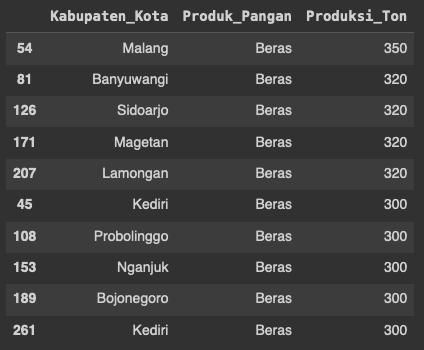 Kabupaten_Kota Produk_Pangan Produksi_Ton
54 Malang Beras 350
81 Banyuwangi Beras 320
126 Sidoarjo Beras 320
171 Magetan Beras 320
207 Lamongan Beras 320
45 Kediri Beras 300
108 Probolinggo Beras 300
153 Nganjuk Beras 300
189 Bojonegoro Beras 300
261 Kediri Beras 300